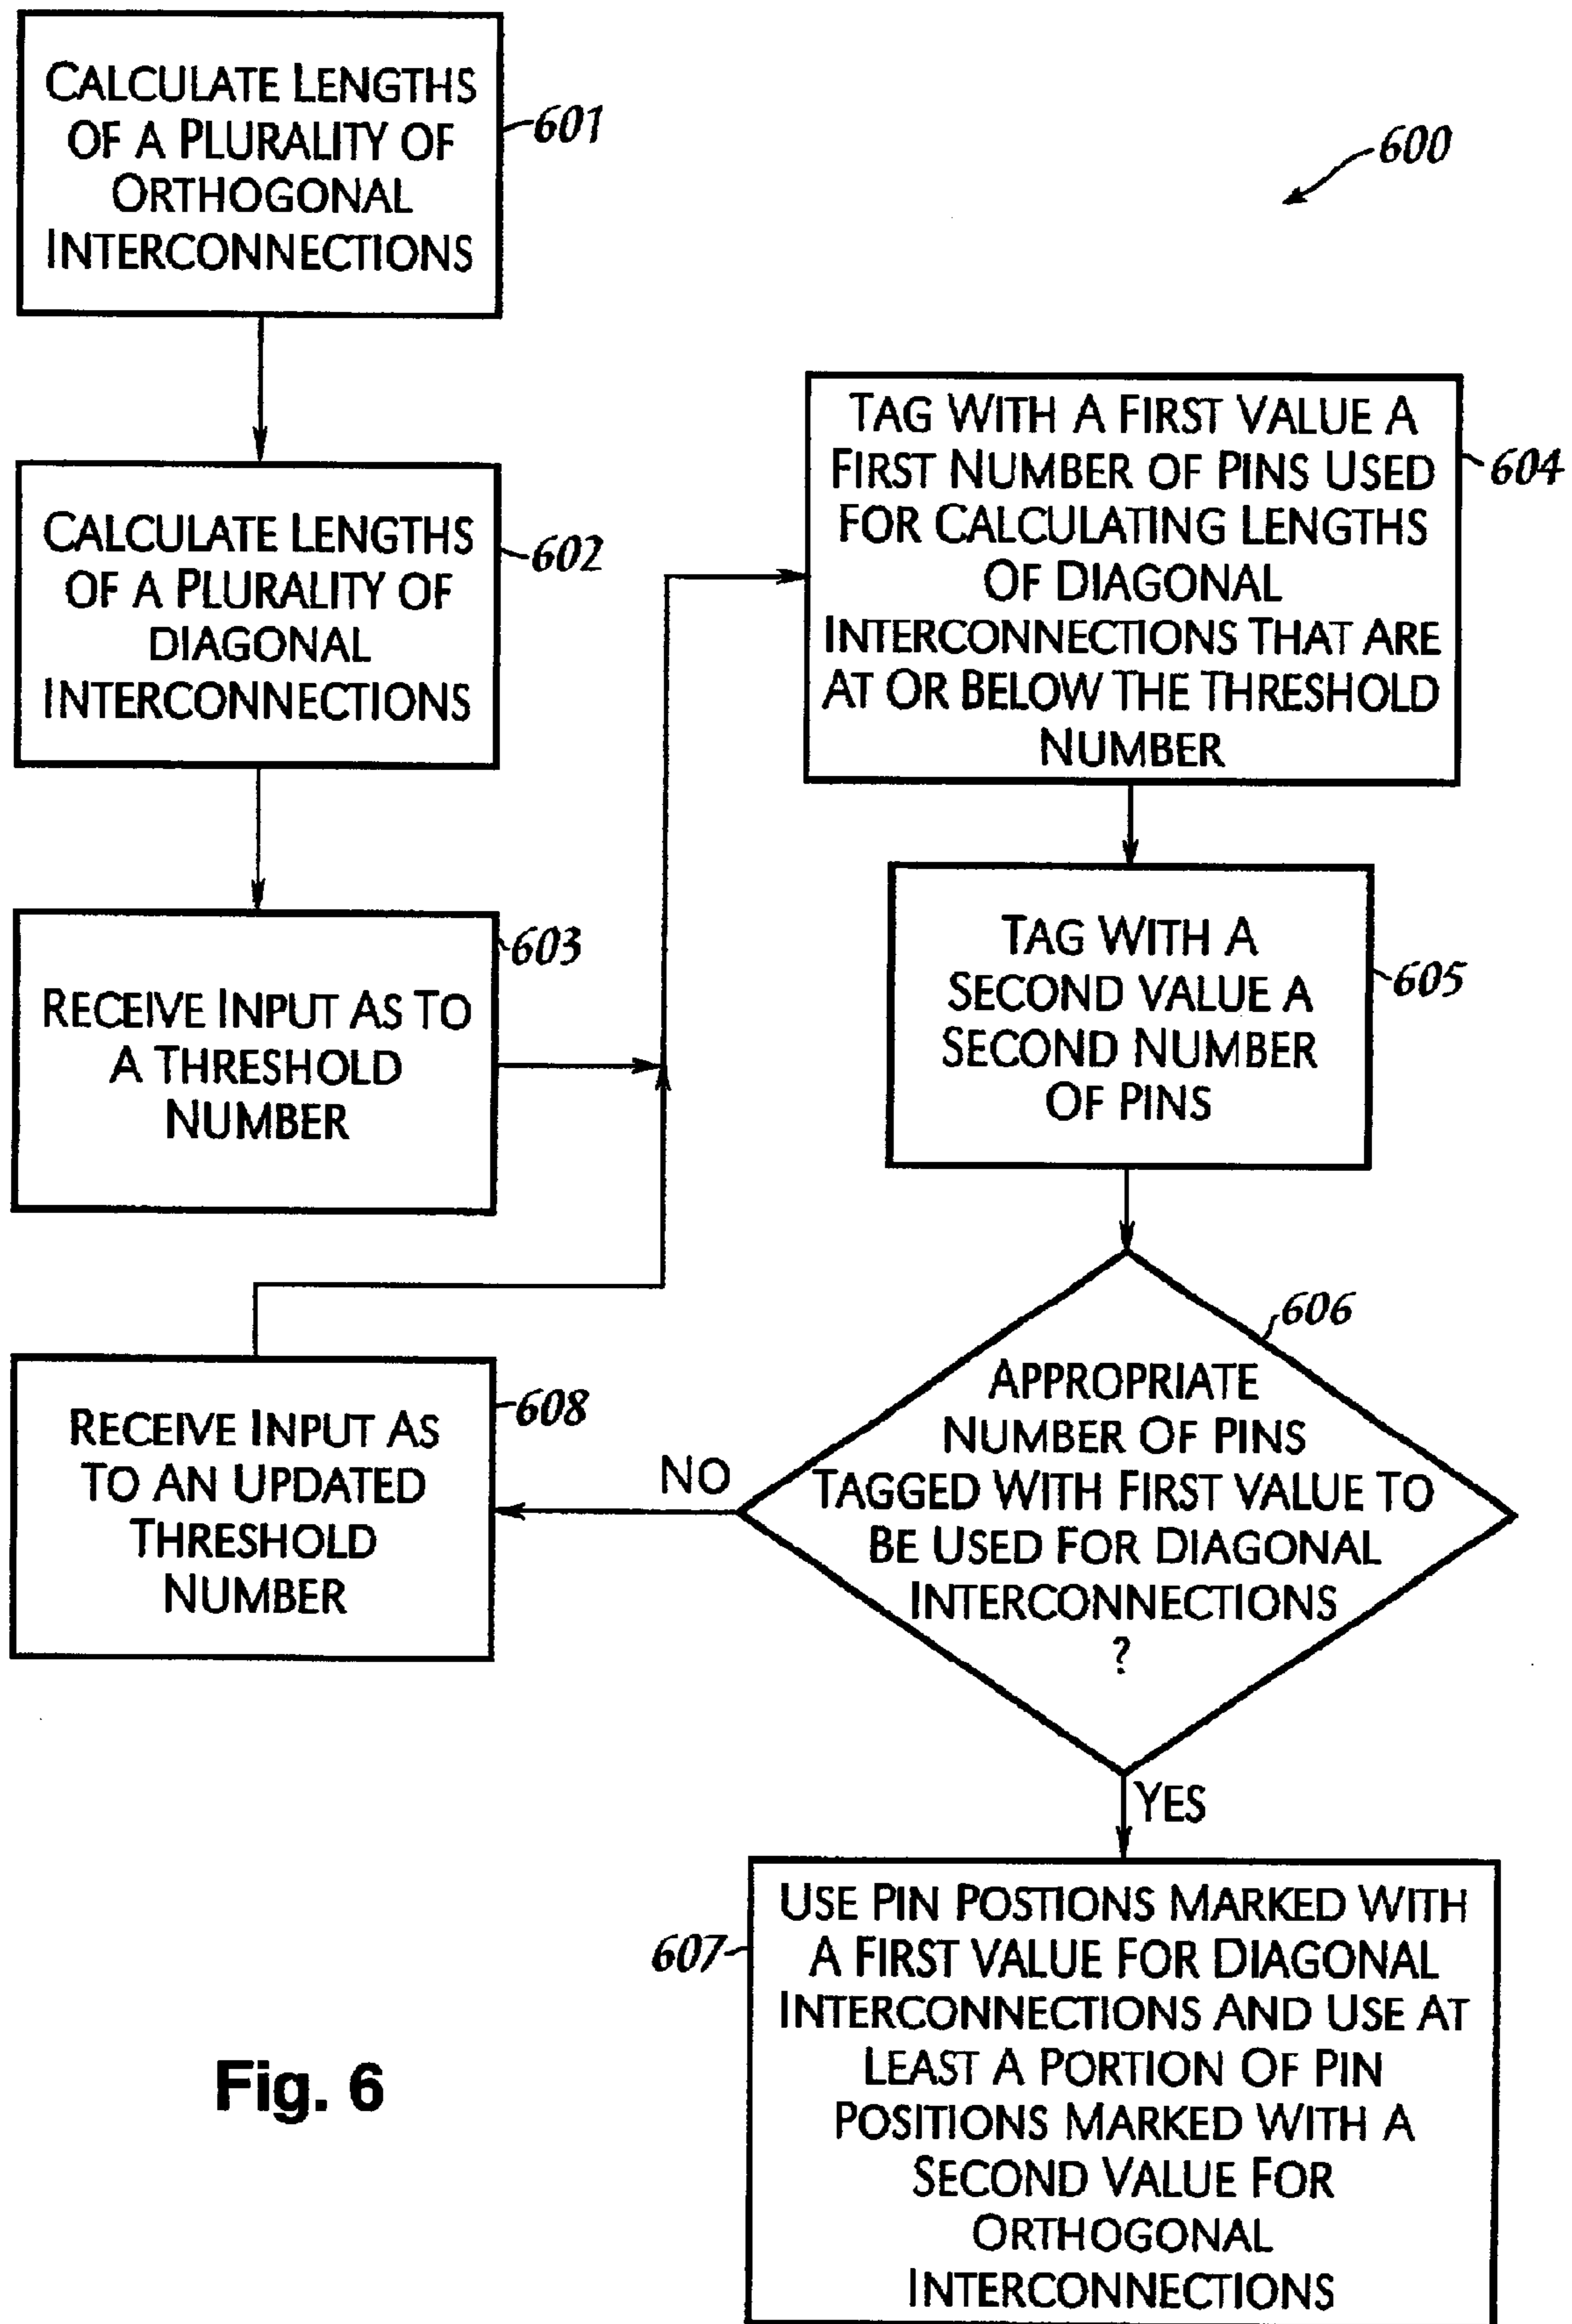 CALCULATE LENGTHS
OF A PLURALITY OF
ORTHOGONAL
INTERCONNECTIONS
601
600
CALCULATE LENGTHS
OF A PLURALITY OF
DIAGONAL
INTERCONNECTIONS
602
RECEIVE INPUT AS TO
A THRESHOLD
NUMBER
603
TAG WITH A FIRST VALUE A
FIRST NUMBER OF PINS USED
FOR CALCULATING LENGTHS
OF DIAGONAL
INTERCONNECTIONS THAT ARE
AT OR BELOW THE THRESHOLD
NUMBER
604
TAG WITH A
SECOND VALUE A
SECOND NUMBER
OF PINS
605
606
APPROPRIATE
NUMBER OF PINS
TAGGED WITH FIRST VALUE TO
BE USED FOR DIAGONAL
INTERCONNECTIONS
?
NO
RECEIVE INPUT AS
TO AN UPDATED
THRESHOLD
NUMBER
608
YES
607
USE PIN POSTIONS MARKED WITH
A FIRST VALUE FOR DIAGONAL
INTERCONNECTIONS AND USE AT
LEAST A PORTION OF PIN
POSITIONS MARKED WITH A
SECOND VALUE FOR
ORTHOGONAL
INTERCONNECTIONS
Fig. 6